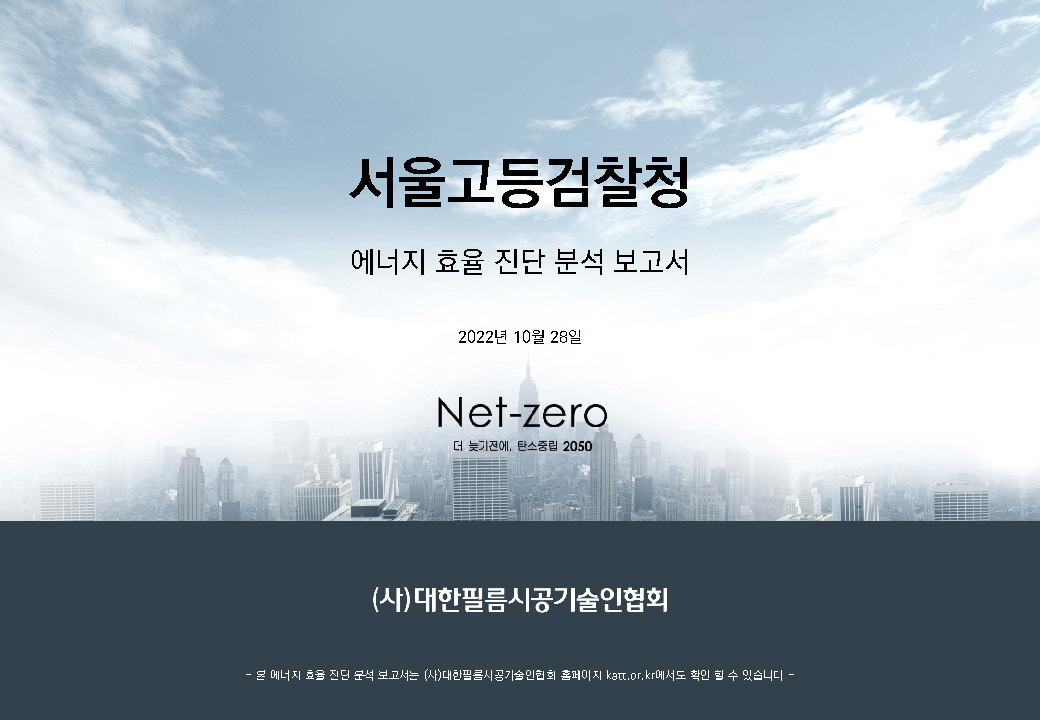 서울고등검찰청
에너지 효율 진단 분석 보고서
2022년 10월 28일
Net-zero
더 늦기전에, 탄소중립 2050
(사)대한필름시공기술인협회
- 본 에너지 효율 진단 분석 보고서는 (사)대한필름시공기술인협회 홈페이지 katt.or.kr에서도 확인 할 수 있습니다 -